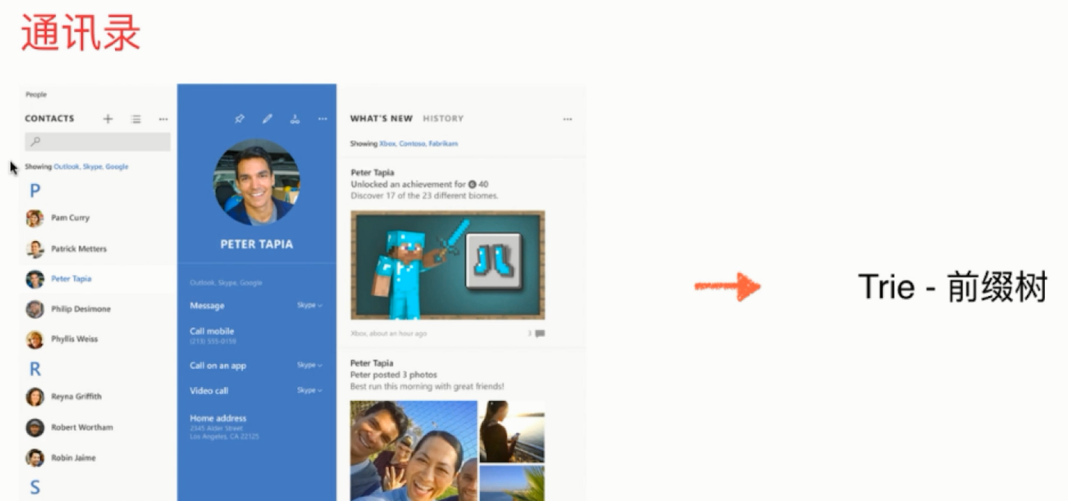 通讯录
People
CONTACTS
Showing Outlook, Skype, Google
P
Pam Curry
Patrick Metters
Peter Tapia
Philip Desimone
Phyllis Weiss
R
Reyna Griffith
Robert Wortham
Robin Jaime
S
PETER TAPIA
Outlook, Skype, Google
Message
Skype
Call mobile
(213) 555-0156
Call on an app
Skype
Video call
Skype
Home address
2345 Alder Street
Los Angeles, CA 22125
WHAT'S NEW HISTORY
Showing Xbox, Contoso, Fabrikam
Peter Tapia
Unlocked an achievement for G 40
Discover 17 of the 23 different biomes.
Xbox, about an hour ago
3
Peter Tapia
Peter posted 3 photos
Best run this morning with great friends!
Trie - 前缀树